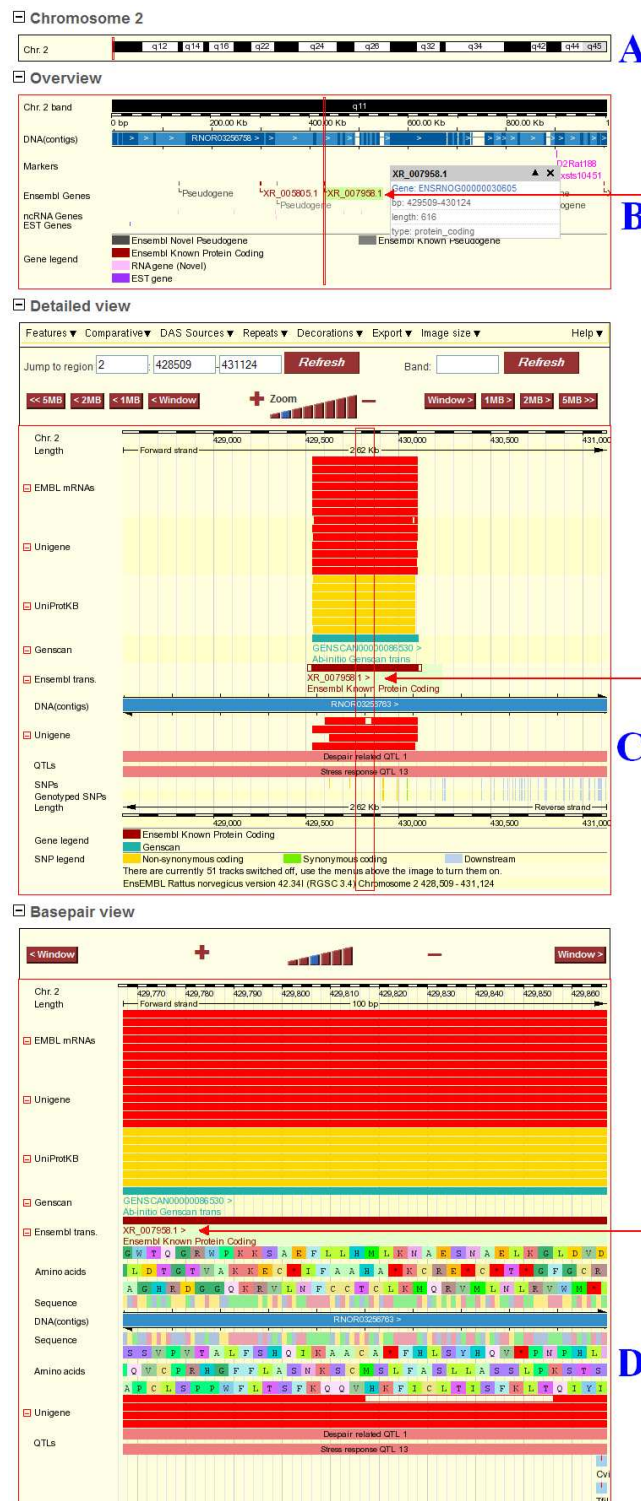 Chromosome 2
Chr. 2 q12 q14 q16 q22 q24 q26 q32 q34 q42 q44 q45
A
Overview
Chr. 2 band q11
0 bp 200.00 Kb 400.00 Kb 600.00 Kb 800.00 Kb 1
DNA(contigs) RNOR03256758 >
Markers D2Rat188
xsts10451
Ensembl Genes Pseudogene XR_005805.1 XR_007958.1
Pseudogene
XR_007958.1
Gene: ENSRNOG00000030605
bp: 429509-430124
length: 616
type: protein_coding
B
ncRNA Genes
EST Genes
Gene legend
Ensembl Novel Pseudogene Ensembl Known Pseudogene
Ensembl Known Protein Coding
RNA gene (Novel)
EST gene
Detailed view
Features Comparative DAS Sources Repeats Decorations Export Image size Help
Jump to region 2 : 428509 - 431124 Refresh Band: Refresh
<< 5MB < 2MB < 1MB < Window + Zoom − Window > 1MB > 2MB > 5MB >>
Chr. 2 429,000 429,500 430,000 430,500 431,000
Length Forward strand 2.62 Kb
EMBL mRNAs
Unigene
UniProtKB
Genscan GENSCAN00000086530 >
Ab-initio Genscan trans
Ensembl trans. XR_007958.1 >
Ensembl Known Protein Coding
DNA(contigs) RNOR03256763 >
Unigene
C
QTLs Despair related QTL 1
Stress response QTL 13
SNPs
Genotyped SNPs
Length 2.62 Kb Reverse strand
429,000 429,500 430,000 430,500 431,000
Gene legend Ensembl Known Protein Coding
Genscan
SNP legend Non-synonymous coding Synonymous coding Downstream
There are currently 51 tracks switched off, use the menus above the image to turn them on.
EnsEMBL Rattus norvegicus version 42.34l (RGSC 3.4) Chromosome 2 428,509 - 431,124
Basepair view
< Window + − Window >
Chr. 2 429,770 429,780 429,790 429,800 429,810 429,820 429,830 429,840 429,850 429,860
Length Forward strand 100 bp
EMBL mRNAs
Unigene
UniProtKB
Genscan GENSCAN00000086530 >
Ab-initio Genscan trans
Ensembl trans. XR_007958.1 >
Ensembl Known Protein Coding
G W T Q G R W P K K S A E F L L H M L K N A E S N A E L K G L D V D
Amino acids L D T G T V A K K E C * I F A A H A * K C R E * C * T * G F G C R
A G H R D G G Q K R V L N F C C T C L K M Q R V M L N L R V W M *
Sequence
DNA(contigs) RNOR03256763 >
Sequence
S S V P V T A L F S H Q I K A A C A * F H L S Y H Q V * P N P H L
Amino acids Q V C P R H G F F L A S N K S C M S L F A S L L A S S L P K S T S
A P C L S P P W F L T S F K Q Q V H K F I C L T I S F K L T Q I Y I
D
Unigene
QTLs Despair related QTL 1
Stress response QTL 13
Cvi